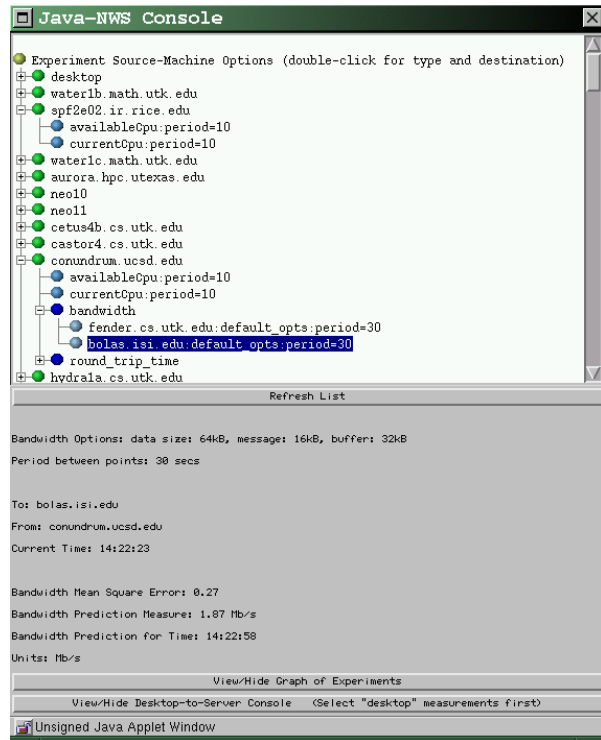 Java-NWS Console
Experiment Source-Machine Options (double-click for type and destination)
desktop
water1b.math.utk.edu
spf2e02.ir.rice.edu
availableCpu:period=10
currentCpu:period=10
water1c.math.utk.edu
aurora.hpc.utexas.edu
neo10
neo11
cetus4b.cs.utk.edu
castor4.cs.utk.edu
conundrum.ucsd.edu
availableCpu:period=10
currentCpu:period=10
bandwidth
fender.cs.utk.edu:default_opts:period=30
bolas.isi.edu:default_opts:period=30
round_trip_time
hydra1a.cs.utk.edu
Refresh List
Bandwidth Options: data size: 64kB, message: 16kB, buffer: 32kB
Period between points: 30 secs
To: bolas.isi.edu
From: conundrum.ucsd.edu
Current Time: 14:22:23
Bandwidth Mean Square Error: 0.27
Bandwidth Prediction Measure: 1.87 Mb/s
Bandwidth Prediction for Time: 14:22:58
Units: Mb/s
View/Hide Graph of Experiments
View/Hide Desktop-to-Server Console (Select "desktop" measurements first)
Unsigned Java Applet Window